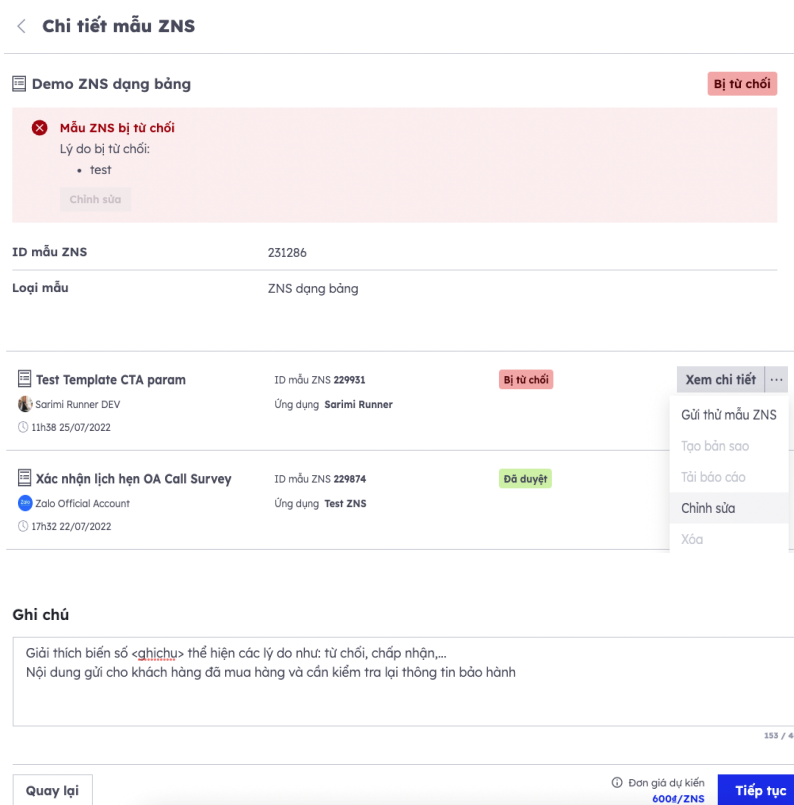 Chi tiết mẫu ZNS
Demo ZNS dạng bảng
Bị từ chối
Mẫu ZNS bị từ chối
Lý do bị từ chối:
• test
Chỉnh sửa
ID mẫu ZNS 231286
Loại mẫu ZNS dạng bảng
Test Template CTA param ID mẫu ZNS 229931 Bị từ chối Xem chi tiết ...
Sarimi Runner DEV Ứng dụng Sarimi Runner Gửi thử mẫu ZNS
11h38 25/07/2022
Tạo bản sao
Xác nhận lịch hẹn OA Call Survey ID mẫu ZNS 229874 Đã duyệt Tải báo cáo
Zalo Official Account Ứng dụng Test ZNS Chỉnh sửa
17h32 22/07/2022
Xóa
Ghi chú
Giải thích biến số <ghichu> thể hiện các lý do như: từ chối, chấp nhận,...
Nội dung gửi cho khách hàng đã mua hàng và cần kiểm tra lại thông tin bảo hành
153 / 4
Quay lại
Đơn giá dự kiến
600₫/ZNS
Tiếp tục